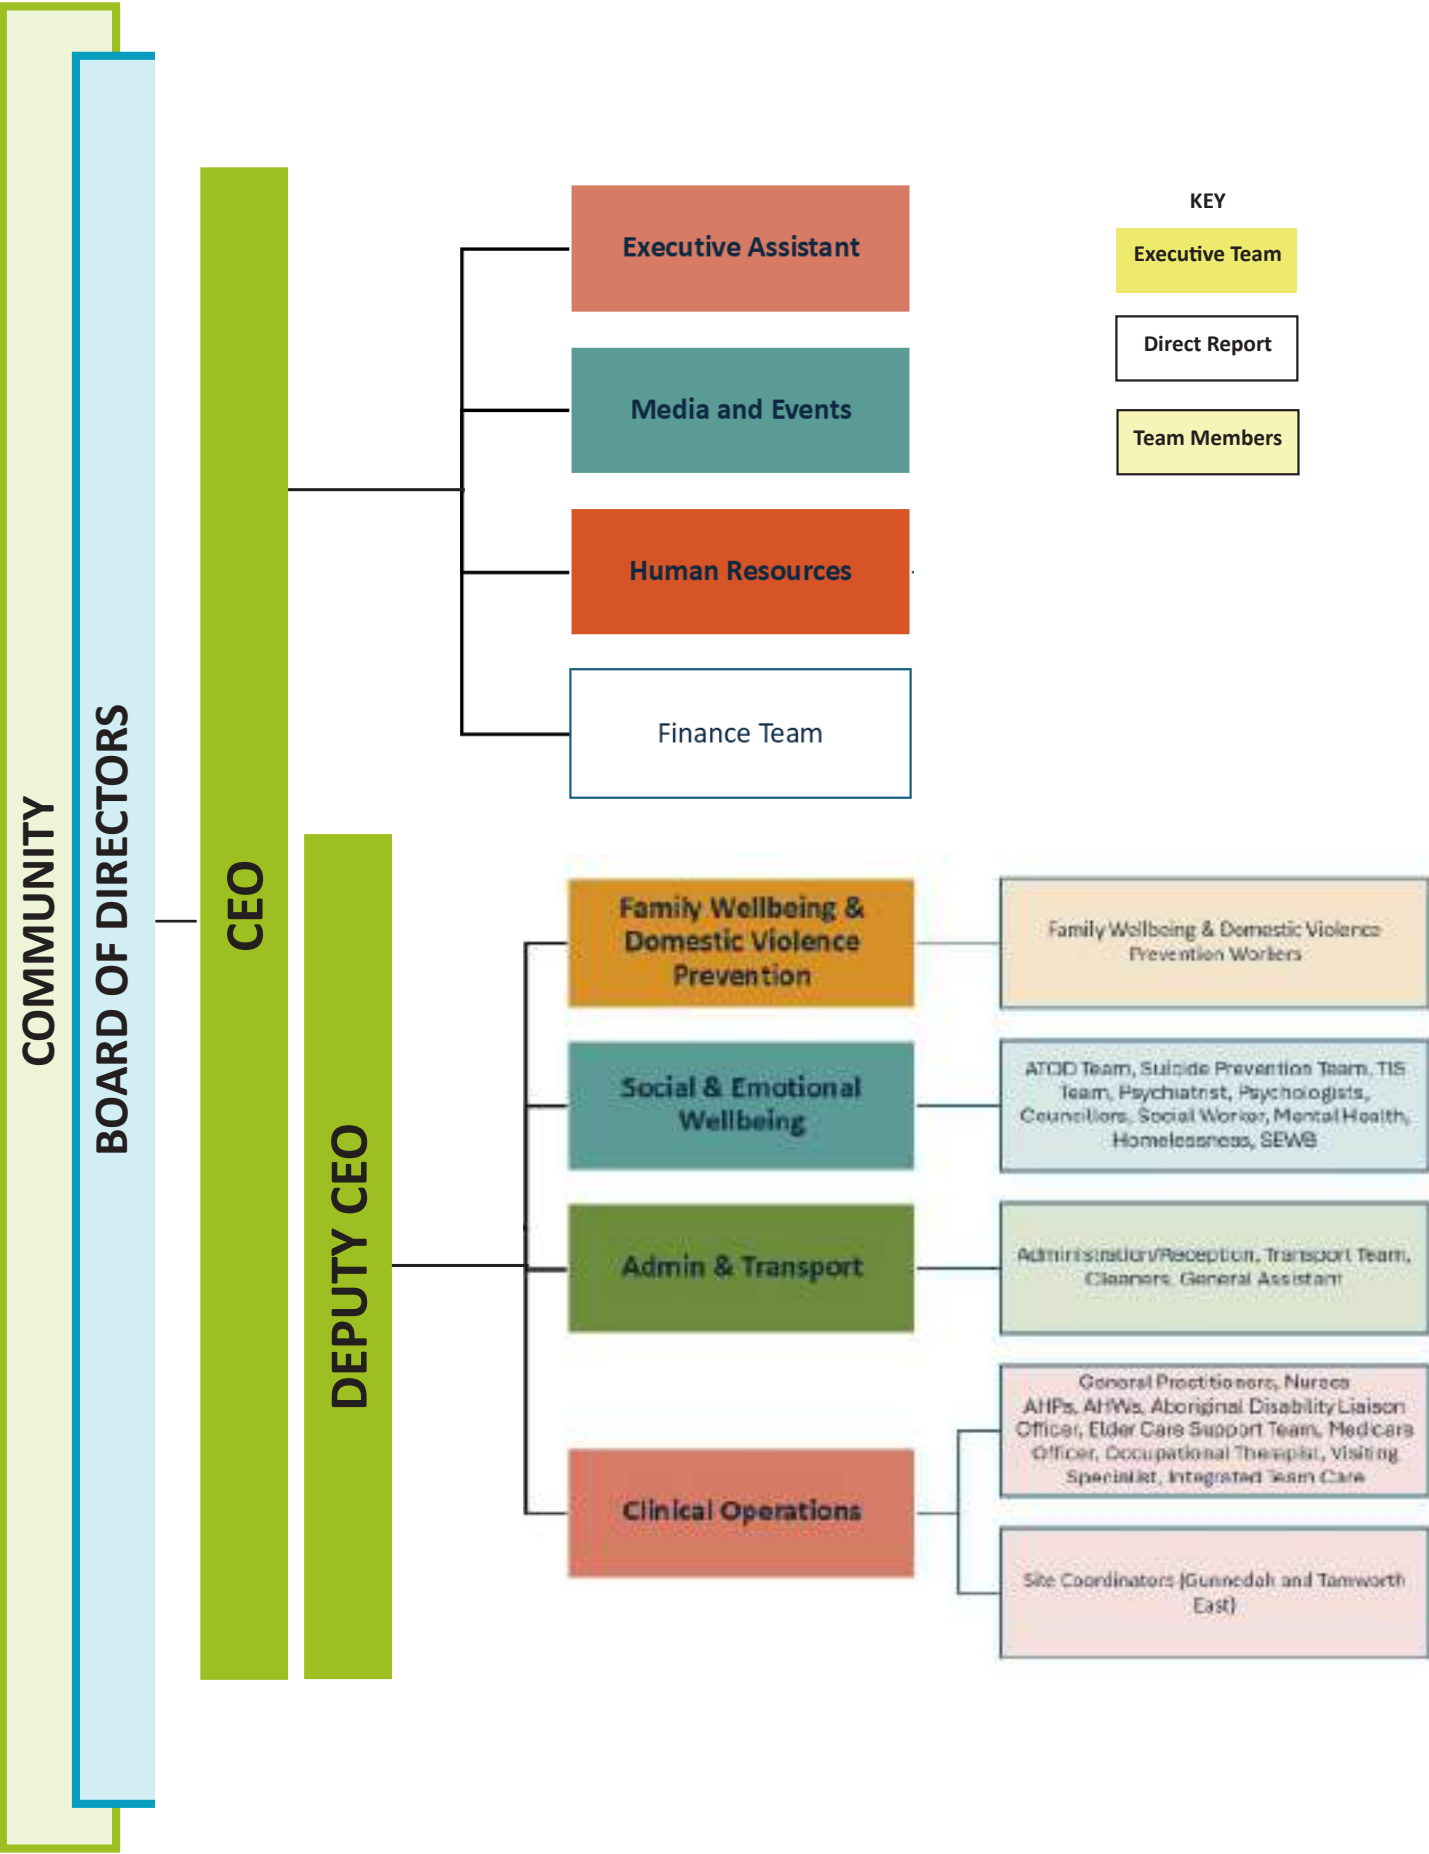 COMMUNITY
BOARD OF DIRECTORS
CEO
DEPUTY CEO
Executive Assistant
Media and Events
Human Resources
Finance Team
KEY
Executive Team
Direct Report
Team Members
Family Wellbeing &
Domestic Violence
Prevention
Family Wellbeing & Domestic Violence
Prevention Workers
Social & Emotional
Wellbeing
ATOD Team, Suicide Prevention Team, TIS
Team, Psychiatrist, Psychologists,
Councillors, Social Worker, Mental Health,
Homelessness, SEWB
Admin & Transport
Administration/Reception, Transport Team,
Cleaners, General Assistant
Clinical Operations
General Practitioners, Nurses
AHPs, AHWs, Aboriginal Disability Liaison
Officer, Elder Care Support Team, Medicare
Officer, Occupational Therapist, Visiting
Specialist, Integrated Team Care
Site Coordinators (Gunnedah and Tamworth
East)